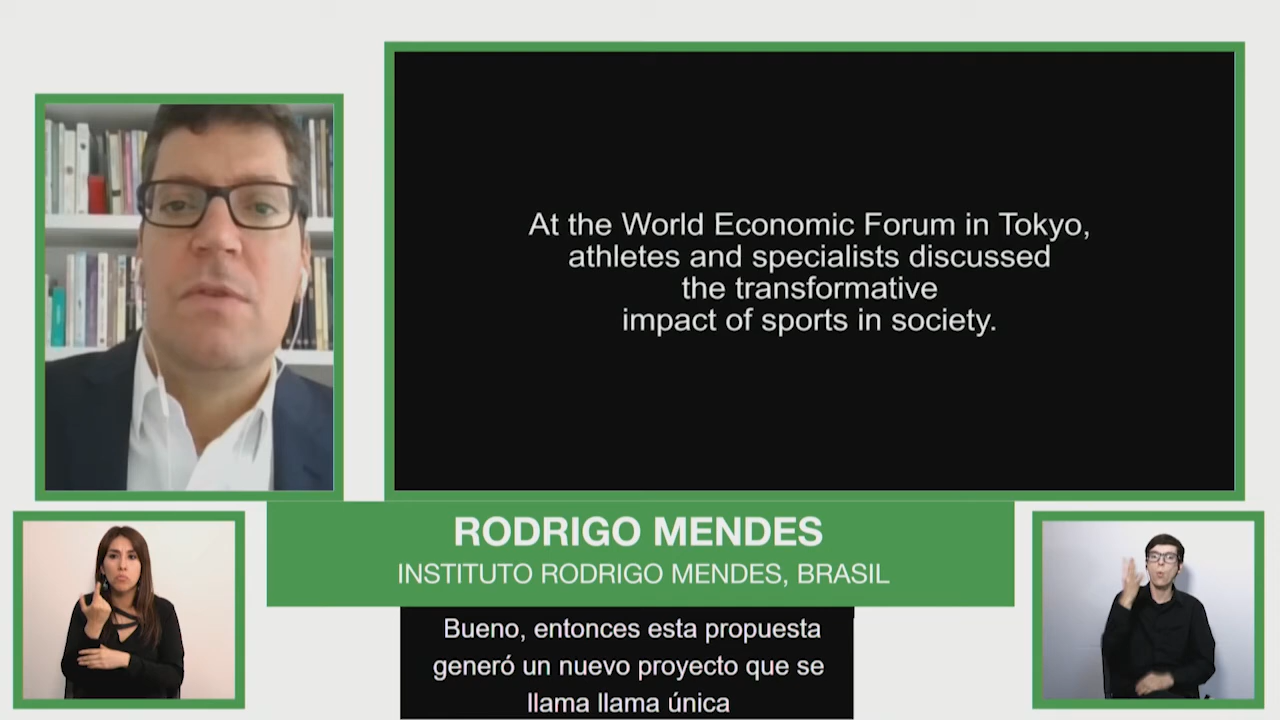 At the World Economic Forum in Tokyo,
athletes and specialists discussed
the transformative
impact of sports in society.
RODRIGO MENDES
INSTITUTO RODRIGO MENDES, BRASIL
Bueno, entonces esta propuesta
generó un nuevo proyecto que se
llama llama única